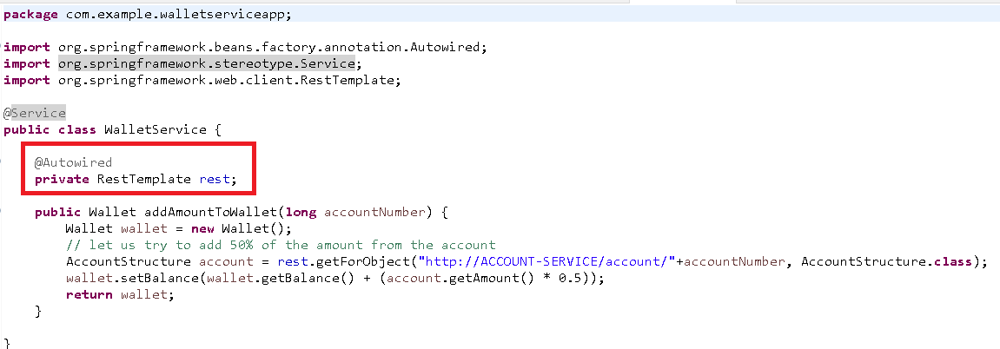 package com.example.walletserviceapp;
import org.springframework.beans.factory.annotation.Autowired;
import org.springframework.stereotype.Service;
import org.springframework.web.client.RestTemplate;
@Service
public class WalletService {
@Autowired
private RestTemplate rest;
public Wallet addAmountToWallet(long accountNumber) {
Wallet wallet = new Wallet();
// let us try to add 50% of the amount from the account
AccountStructure account = rest.getForObject("http://ACCOUNT-SERVICE/account/"+accountNumber, AccountStructure.class);
wallet.setBalance(wallet.getBalance() + (account.getAmount() * 0.5));
return wallet;
}
}